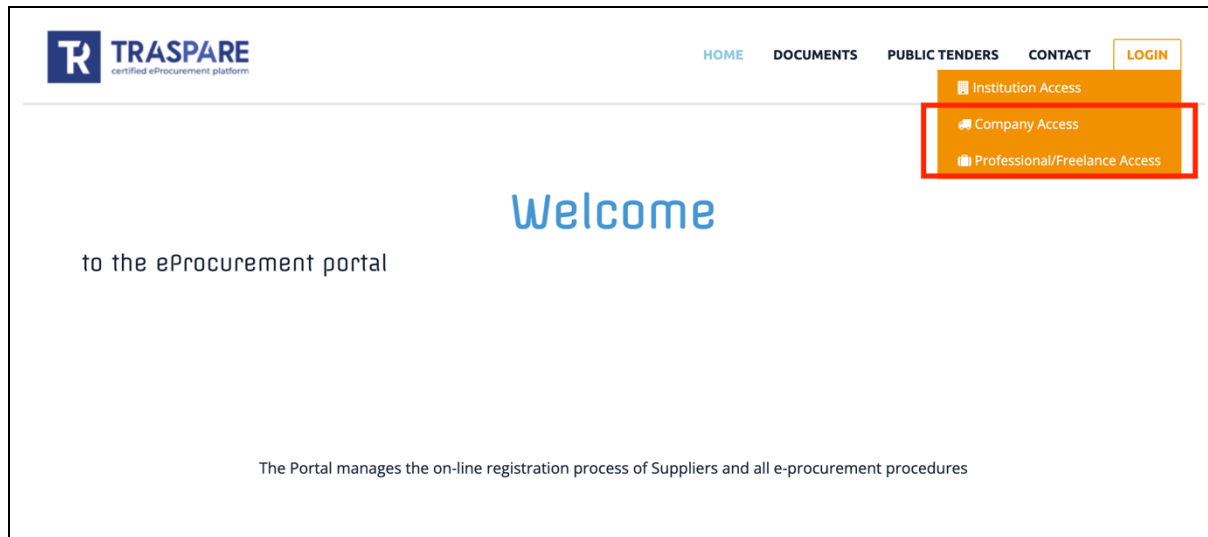 TR TRASPARE
certified eProcurement platform
HOME DOCUMENTS PUBLIC TENDERS CONTACT LOGIN
Institution Access
Company Access
Professional/Freelance Access
Welcome
to the eProcurement portal
The Portal manages the on-line registration process of Suppliers and all e-procurement procedures